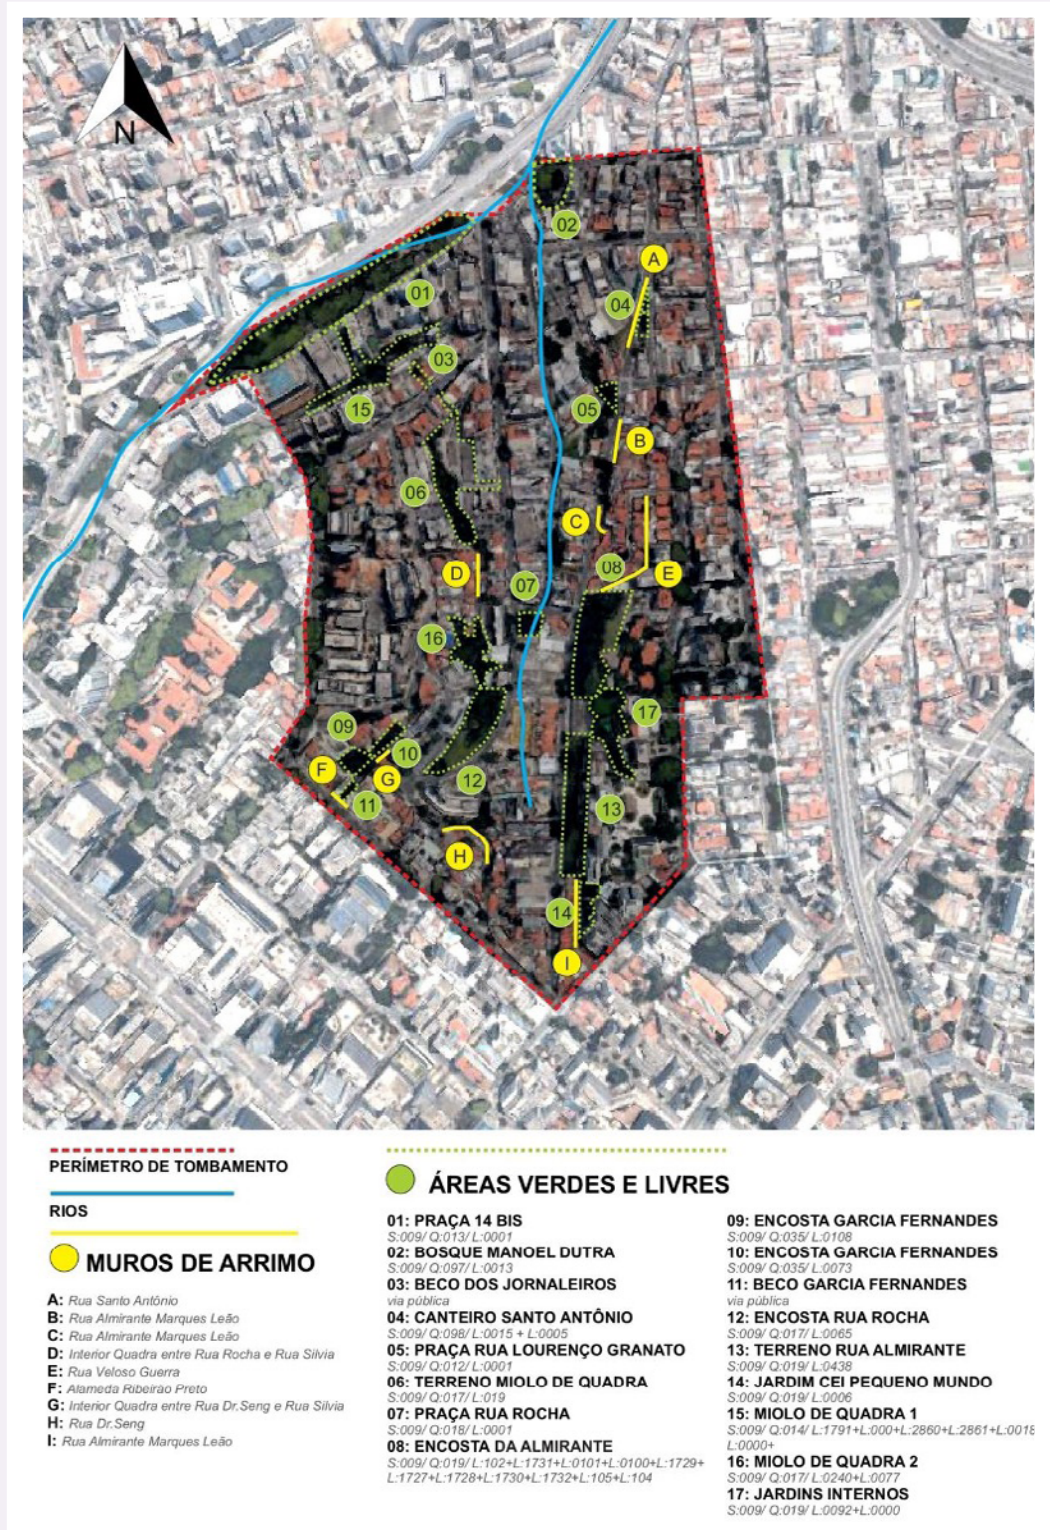 N
02
A
01
04
03
15
05
B
06
C
08
D
07
E
16
17
09
10
F
G
12
11
13
H
14
I
PERÍMETRO DE TOMBAMENTO
RIOS
MUROS DE ARRIMO
A: Rua Santo Antônio
B: Rua Almirante Marques Leão
C: Rua Almirante Marques Leão
D: Interior Quadra entre Rua Rocha e Rua Silvia
E: Rua Veloso Guerra
F: Alameda Ribeirão Preto
G: Interior Quadra entre Rua Dr.Seng e Rua Silvia
H: Rua Dr.Seng
I: Rua Almirante Marques Leão
ÁREAS VERDES E LIVRES
01: PRAÇA 14 BIS
S:009/ Q:013/ L:0001
02: BOSQUE MANOEL DUTRA
S:009/ Q:097/ L:0013
03: BECO DOS JORNALEIROS
via pública
04: CANTEIRO SANTO ANTÔNIO
S:009/ Q:098/ L:0015 + L:0005
05: PRAÇA RUA LOURENÇO GRANATO
S:009/ Q:012/ L:0001
06: TERRENO MIOLO DE QUADRA
S:009/ Q:017/ L:019
07: PRAÇA RUA ROCHA
S:009/ Q:018/ L:0001
08: ENCOSTA DA ALMIRANTE
S:009/ Q:019/ L:102+L:1731+L:0101+L:0100+L:1729+
L:1727+L:1728+L:1730+L:1732+L:105+L:104
09: ENCOSTA GARCIA FERNANDES
S:009/ Q:035/ L:0108
10: ENCOSTA GARCIA FERNANDES
S:009/ Q:035/ L:0073
11: BECO GARCIA FERNANDES
via pública
12: ENCOSTA RUA ROCHA
S:009/ Q:017/ L:0065
13: TERRENO RUA ALMIRANTE
S:009/ Q:019/ L:0438
14: JARDIM CEI PEQUENO MUNDO
S:009/ Q:019/ L:0006
15: MIOLO DE QUADRA 1
S:009/ Q:014/ L:1791+L:000+L:2860+L:2861+L:0018
L:0000+
16: MIOLO DE QUADRA 2
S:009/ Q:017/ L:0240+L:0077
17: JARDINS INTERNOS
S:009/ Q:019/ L:0092+L:0000